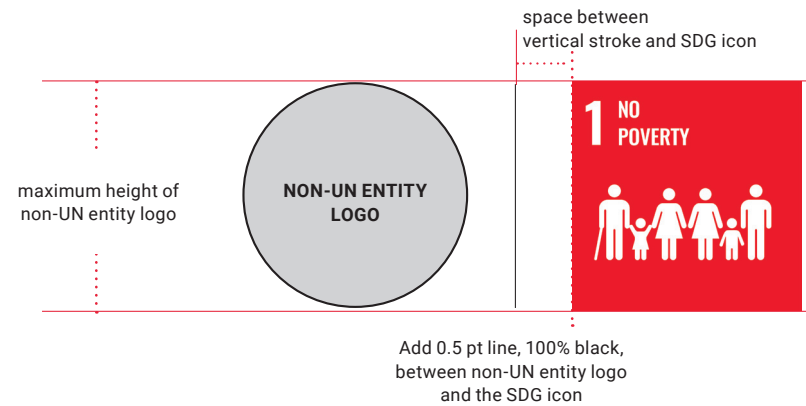 space between
vertical stroke and SDG icon
1 NO
POVERTY
maximum height of
non-UN entity logo
NON-UN ENTITY
LOGO
Add 0.5 pt line, 100% black,
between non-UN entity logo
and the SDG icon